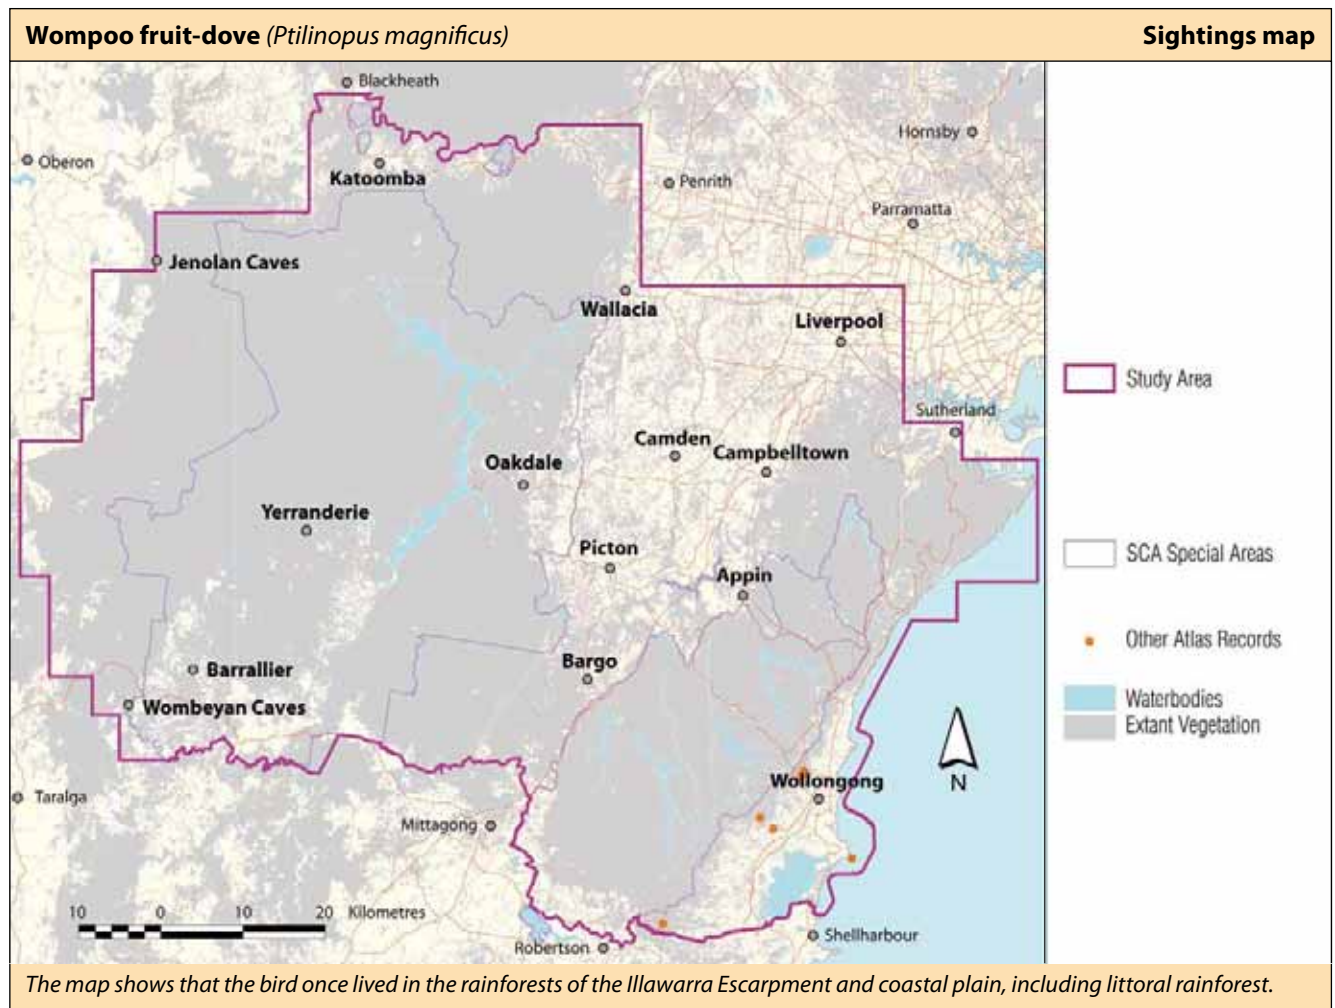 Wompoo fruit-dove (Ptilinopus magnificus)
Sightings map
Blackheath
Hornsby
Oberon
Katoomba
Penrith
Parramatta
Jenolan Caves
Wallacia
Liverpool
Study Area
Sutherland
Camden
Campbelltown
Oakdale
Yerranderie
Picton
SCA Special Areas
Appin
Other Atlas Records
Bargo
Barrallier
Waterbodies
Wombeyan Caves
Extant Vegetation
Wollongong
N
Taralga
Mittagong
10 0 10 20 Kilometres
Shellharbour
Robertson
The map shows that the bird once lived in the rainforests of the Illawarra Escarpment and coastal plain, including littoral rainforest.